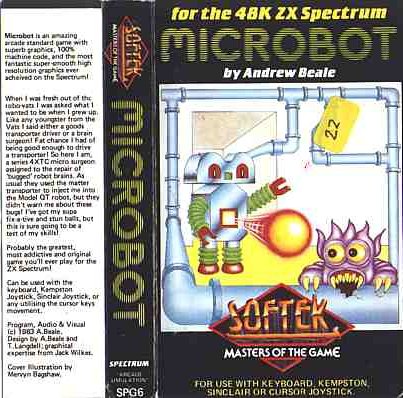 Microbot is an amazing
arcade standard game with
superb graphics, 100%
machine code, and the most
fantastic super-smooth high
resolution graphics ever
acheived on the Spectrum!
When I was fresh out of the
robo-vats I was asked what I
wanted to be when I grew up.
Like any youngster from the
Vats I said either a goods
transporter driver or a brain
surgeon! Fat chance I had of
being good enough to drive
a transporter! So here I am,
a series 4XTC micro surgeon
assigned to the repair of
'bugged' robot brains. As
usual they used the matter
transporter to inject me into
the Model QT robot, but they
didn't warn me about these
bugs! I've got my supa
fix-a-tive and stun balls, but
this is sure going to be a
test of my skills!
Probably the greatest,
most addictive and original
game you'll ever play for the
ZX Spectrum!
Can be used with the
keyboard, Kempston
Joystick, Sinclair Joystick, or
any utilising the cursor keys
movement.
Program, Audio & Visual
(c) 1983 A.Beale.
Design by A.Beale and
T.Langdell; graphical
expertise from Jack Wilkes.
Cover Illustration by
Mervyn Bagshaw.
SOFTEK
MASTERS OF THE GAME
MICROBOT
SPECTRUM
"ARCADE
SIMULATION"
SPG6
for the 48K ZX Spectrum
MICROBOT
by Andrew Beale
22
SOFTEK
MASTERS OF THE GAME
FOR USE WITH KEYBOARD, KEMPSTON,
SINCLAIR OR CURSOR JOYSTICK.